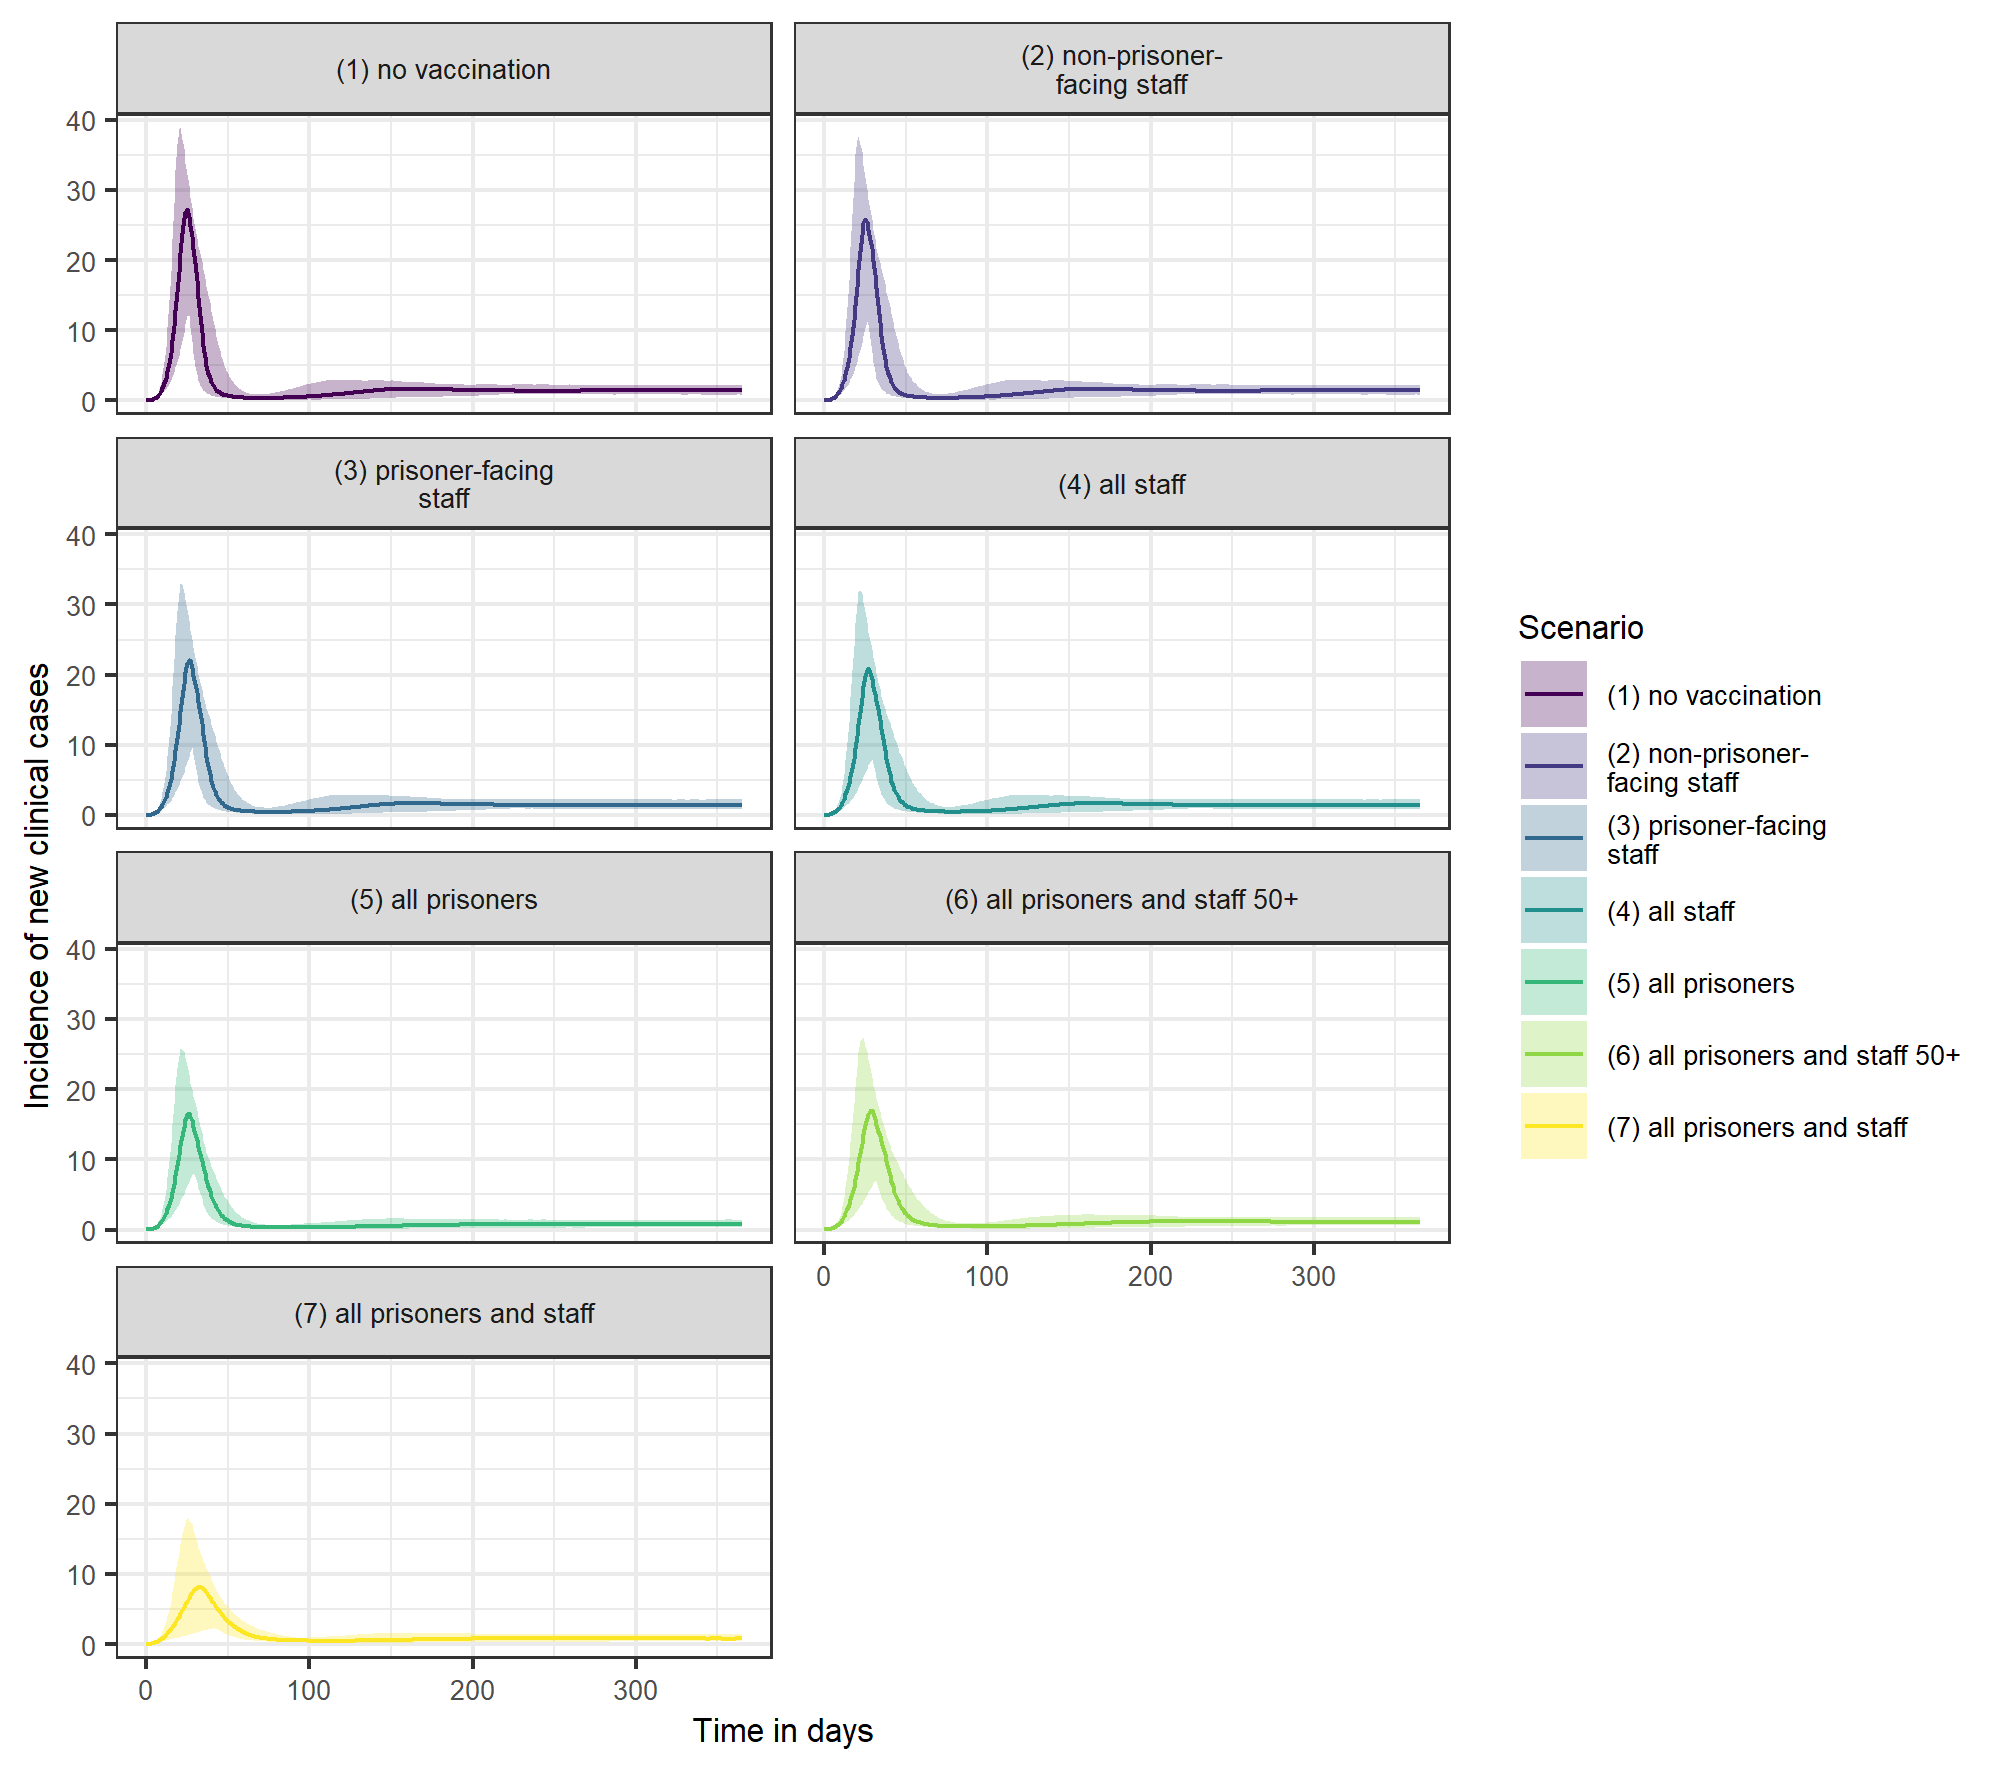 (1) no vaccination
(2) non-prisoner-
facing staff
40
30
20
10
0
(3) prisoner-facing
staff
(4) all staff
40
30
20
10
0
(5) all prisoners
(6) all prisoners and staff 50+
40
30
20
10
0
0 100 200 300
(7) all prisoners and staff
40
30
20
10
0
0 100 200 300
Time in days
Incidence of new clinical cases
Scenario
(1) no vaccination
(2) non-prisoner-
facing staff
(3) prisoner-facing
staff
(4) all staff
(5) all prisoners
(6) all prisoners and staff 50+
(7) all prisoners and staff